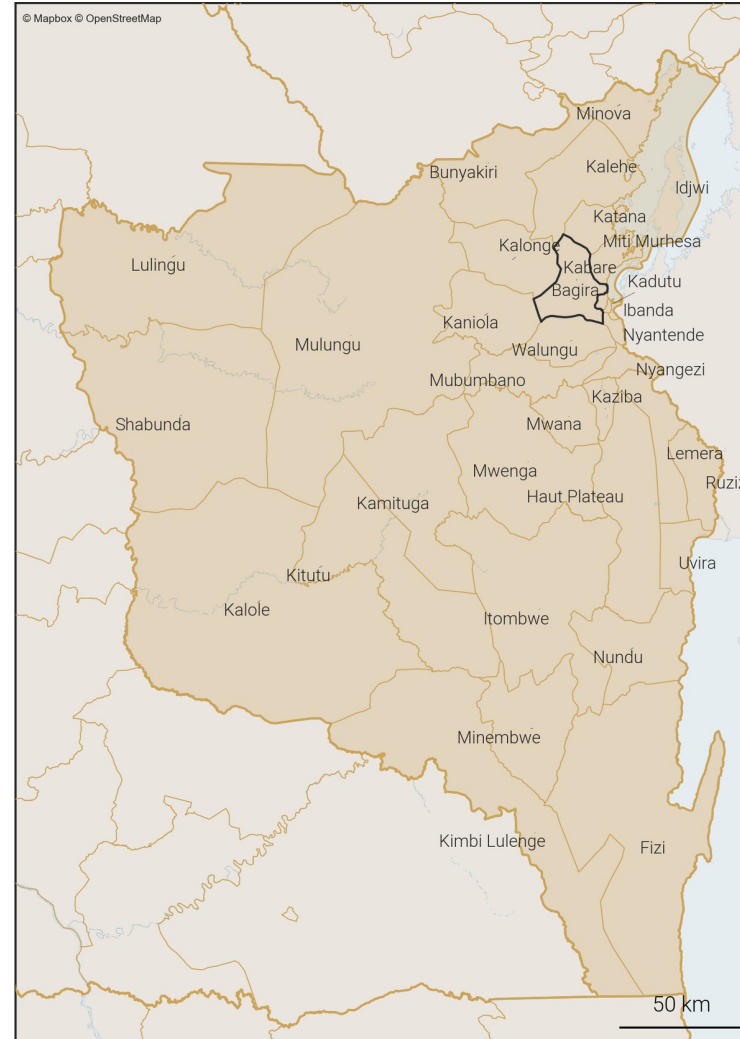 © Mapbox © OpenStreetMap
Minova
Bunyakiri
Kalehe
Idjwi
Katana
Kalonge
Miti Murhesa
Lulingu
Kabare
Kadutu
Bagira
Ibanda
Kaniola
Nyantende
Mulungu
Walungu
Nyangezi
Mubumbano
Kaziba
Shabunda
Mwana
Lemera
Mwenga
Ruziz
Kamituga
Haut Plateau
Uvira
Kitutu
Kalole
Itombwe
Nundu
Minembwe
Kimbi Lulenge
Fizi
50 km